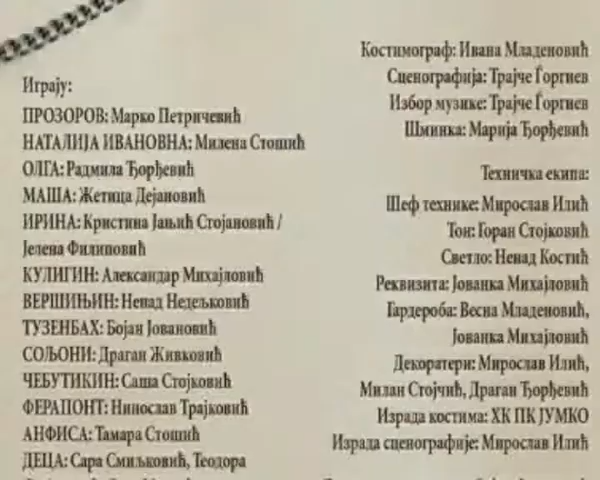 Играју:
ПРОЗОРОВ: Марко Петричевић
НАТАЛИЈА ИВАНОВНА: Милена Стошић
ОЛГА: Радмила Ђорђевић
МАША: Жетица Дејановић
ИРИНА: Кристина Јањић Стојановић /
Јелена Филиповић
КУЛИГИН: Александар Михајловић
ВЕРШИЊИН: Ненад Недељковић
ТУЗЕНБАХ: Бојан Јовановић
СОЉОНИ: Драган Живковић
ЧЕБУТИКИН: Саша Стојковић
ФЕРАПОНТ: Нинослав Трајковић
АНФИСА: Тамара Стошић
ДЕЦА: Сара Смиљковић, Теодора
Костимограф: Ивана Младеновић
Сценографија: Трајче Ѓоргиев
Избор музике: Трајче Ѓоргиев
Шминка: Марија Ђорђевић
Техничка екипа:
Шеф технике: Мирослав Илић
Тон: Горан Стојковић
Светло: Ненад Костић
Реквизита: Јованка Михајловић
Гардероба: Весна Младеновић,
Јованка Михајловић
Декоратери: Мирослав Илић,
Милан Стојчић, Драган Ђорђевић
Израда костима: ХК ПК ЈУМКО
Израда сценографије: Мирослав Илић